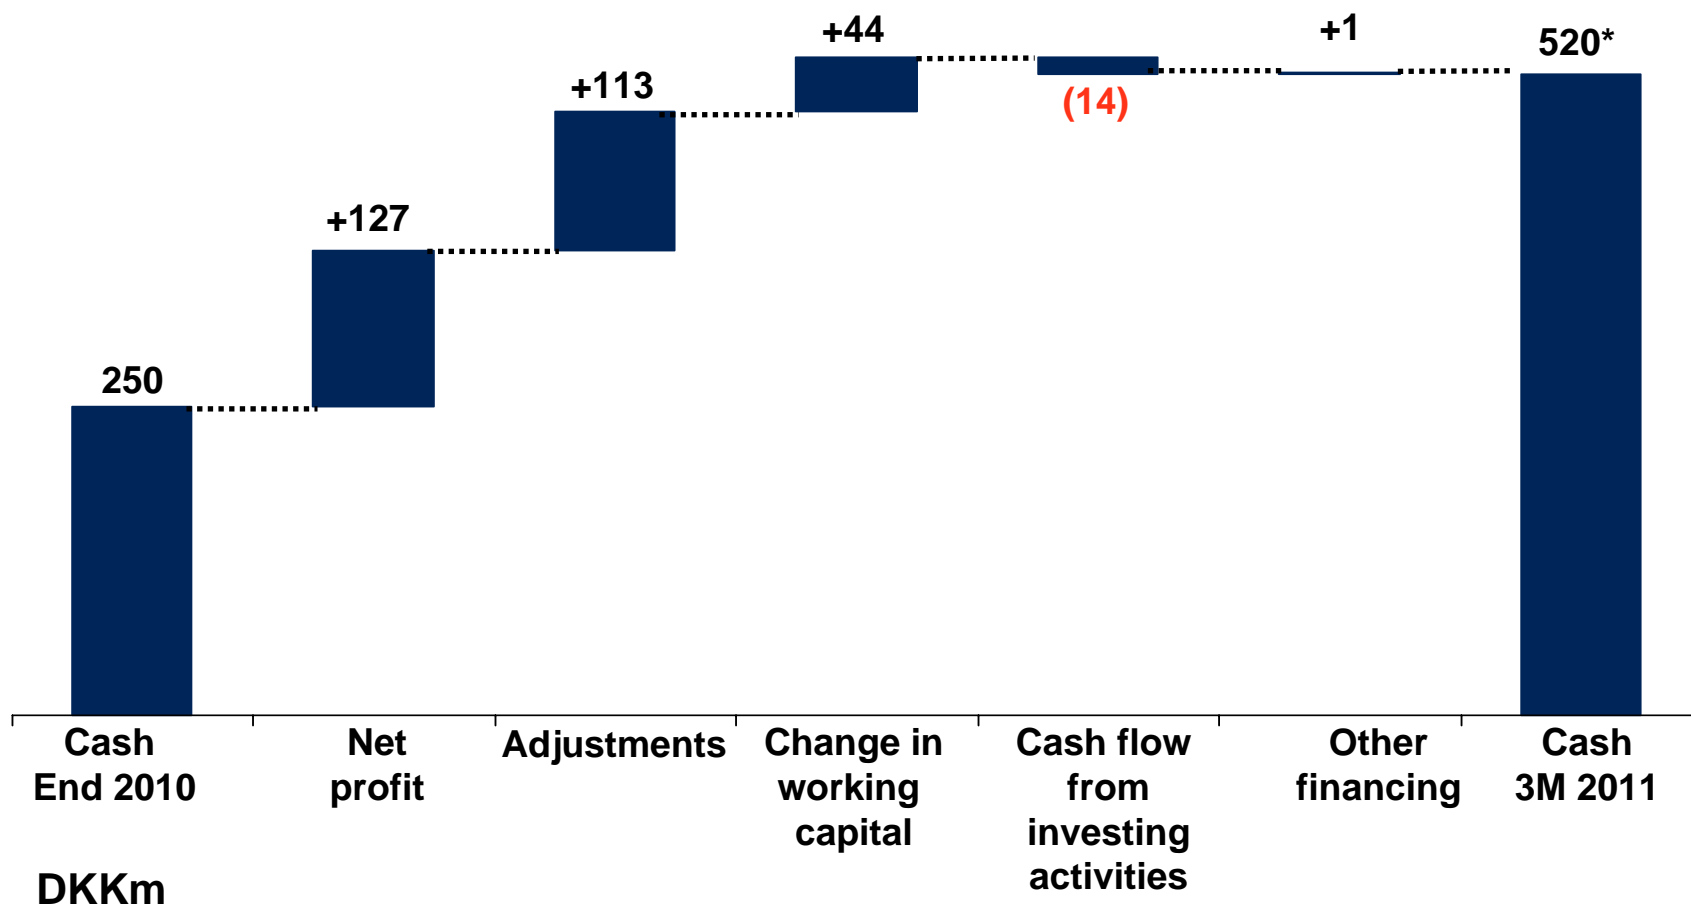 +44
+1
520*
+113
(14)
+127
250
Cash
End 2010
Net
profit
Adjustments
Change in
working
capital
Cash flow
from
investing
activities
Other
financing
Cash
3M 2011
DKKm